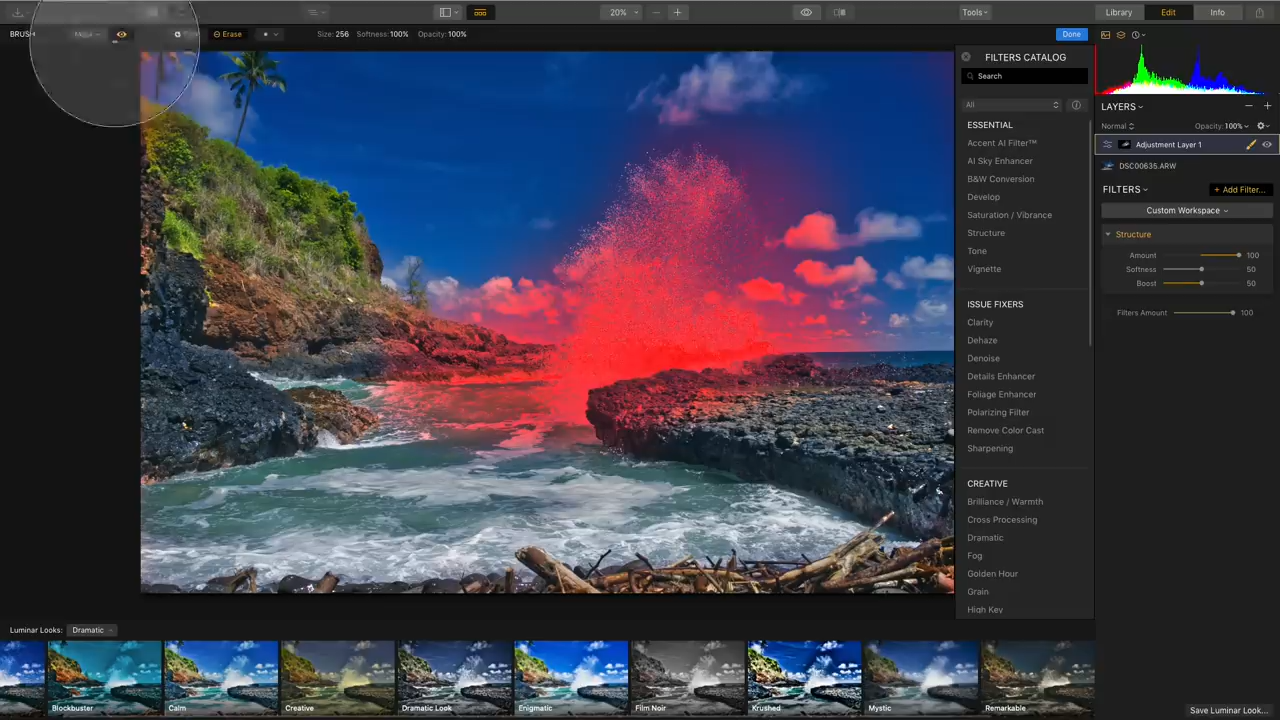 20%
Tools
Library
Edit
Info
Erase
Size: 256
Softness: 100%
Opacity: 100%
Done
FILTERS CATALOG
Search
All
ESSENTIAL
Accent AI Filter™
AI Sky Enhancer
B&W Conversion
Develop
Saturation / Vibrance
Structure
Tone
Vignette
ISSUE FIXERS
Clarity
Dehaze
Denoise
Details Enhancer
Foliage Enhancer
Polarizing Filter
Remove Color Cast
Sharpening
CREATIVE
Brilliance / Warmth
Cross Processing
Dramatic
Fog
Golden Hour
Grain
High Key
LAYERS
Normal
Opacity: 100%
Adjustment Layer 1
DSC00635.ARW
FILTERS
+ Add Filter...
Custom Workspace
Structure
Amount 100
Softness 50
Boost 50
Filters Amount 100
Luminar Looks: Dramatic
Blockbuster
Calm
Creative
Dramatic Look
Enigmatic
Film Noir
Krushed
Mystic
Remarkable
Save Luminar Look...